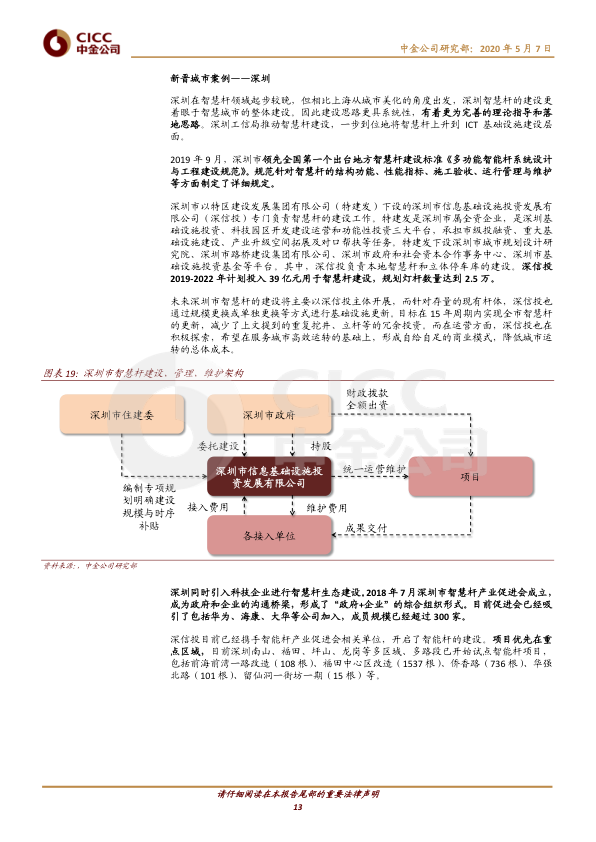 CICC
中金公司
中金公司研究部：2020 年 5 月 7 日
新晋城市案例——深圳
深圳在智慧杆领域起步较晚，但相比上海从城市美化的角度出发，深圳智慧杆的建设更
着眼于智慧城市的整体建设。因此建设思路更具系统性，有着更为完善的理论指导和落
地思路。深圳工信局推动智慧杆建设，一步到位地将智慧杆上升到 ICT 基础设施建设层
面。
2019 年 9 月，深圳市领先全国第一个出台地方智慧杆建设标准《多功能智能杆系统设计
与工程建设规范》。规范针对智慧杆的结构功能、性能指标、施工验收、运行管理与维护
等方面制定了详细规定。
深圳市以特区建设发展集团有限公司（特建发）下设的深圳市信息基础设施投资发展有
限公司（深信投）专门负责智慧杆的建设工作。特建发是深圳市属全资企业，是深圳基
础设施投资、科技园区开发建设运营和功能性投资三大平台，承担市级投融资、重大基
础设施建设、产业升级空间拓展及对口帮扶等任务。特建发下设深圳市城市规划设计研
究院、深圳市路桥建设集团有限公司、深圳市政府和社会资本合作事务中心、深圳市基
础设施投资基金等平台。其中，深信投负责本地智慧杆和立体停车库的建设。深信投
2019-2022 年计划投入 39 亿元用于智慧杆建设，规划灯杆数量达到 2.5 万。
未来深圳市智慧杆的建设将主要以深信投主体开展，而针对存量的现有杆体，深信投也
通过规模更换或单独更换等方式进行基础设施更新。目标在 15 年周期内实现全市智慧杆
的更新，减少了上文提到的重复挖井、立杆等的冗余投资。而在运营方面，深信投也在
积极探索，希望在服务城市高效运转的基础上，形成自给自足的商业模式，降低城市运
转的总体成本。
图表 19：深圳市智慧杆建设、管理、维护架构
财政拨款
全额出资
深圳市住建委
深圳市政府
委托建设
持股
深圳市信息基础设施投
资发展有限公司
统一运营维护
项目
编制专项规
划明确建设
规模与时序
补贴
接入费用
维护费用
成果交付
各接入单位
资料来源：，中金公司研究部
深圳同时引入科技企业进行智慧杆生态建设。2018 年 7 月深圳市智慧杆产业促进会成立，
成为政府和企业的沟通桥梁，形成了“政府+企业”的综合组织形式。目前促进会已经吸
引了包括华为、海康、大华等公司加入，成员规模已经超过 300 家。
深信投目前已经携手智能杆产业促进会相关单位，开启了智能杆的建设。项目优先在重
点区域，目前深圳南山、福田、坪山、龙岗等多区域、多路段已开始试点智能杆项目，
包括前海前湾一路改造（108 根）、福田中心区改造（1537 根）、侨香路（736 根）、华强
北路（101 根）、留仙洞一街坊一期（15 根）等。
请仔细阅读在本报告尾部的重要法律声明
13